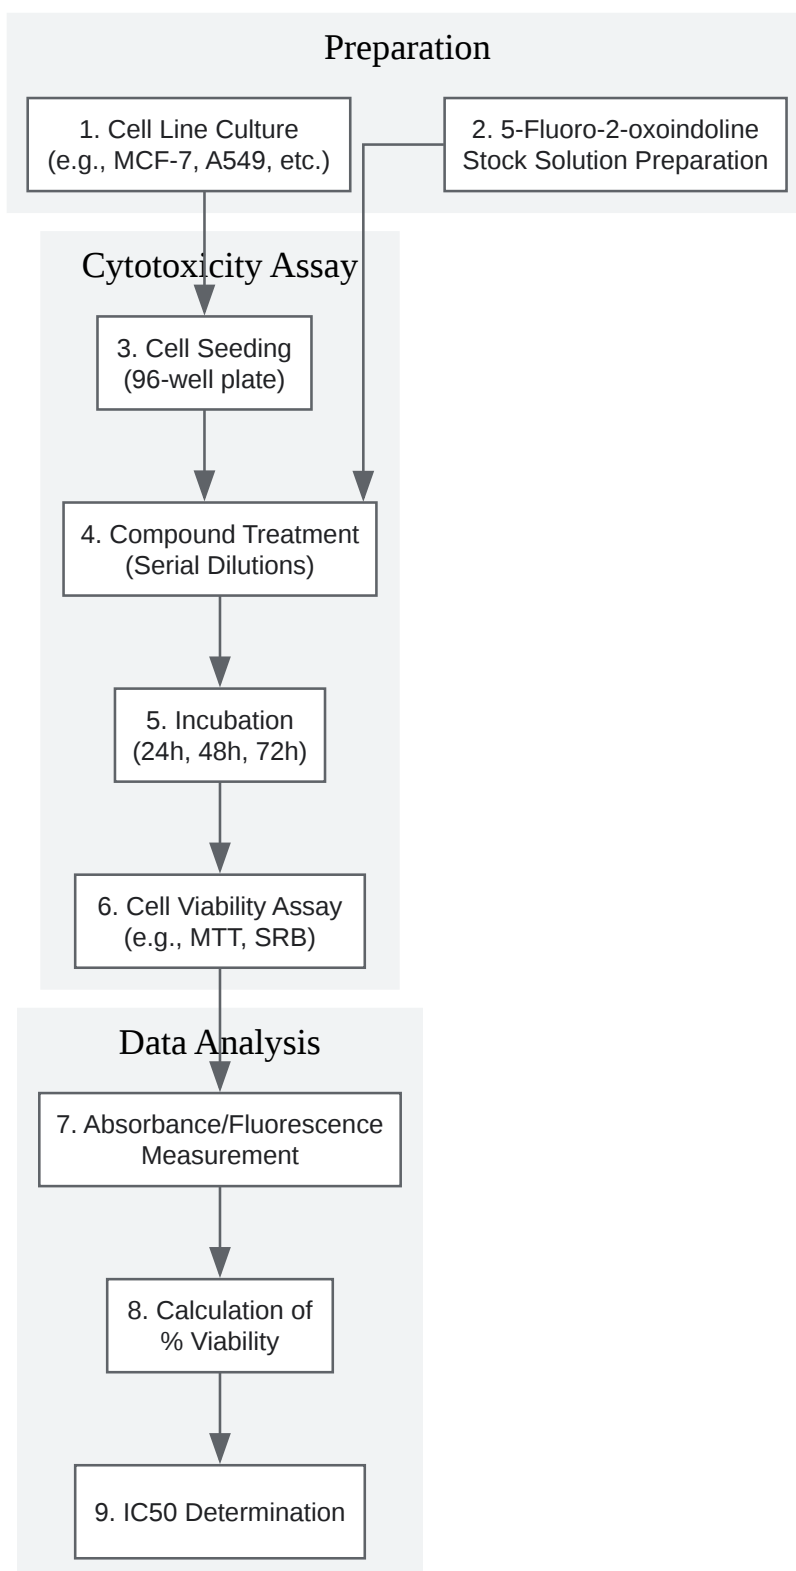 Preparation
1. Cell Line Culture
(e.g., MCF-7, A549, etc.)
2. 5-Fluoro-2-oxoindoline
Stock Solution Preparation
Cytotoxicity Assay
3. Cell Seeding
(96-well plate)
4. Compound Treatment
(Serial Dilutions)
5. Incubation
(24h, 48h, 72h)
6. Cell Viability Assay
(e.g., MTT, SRB)
Data Analysis
7. Absorbance/Fluorescence
Measurement
8. Calculation of
% Viability
9. IC50 Determination